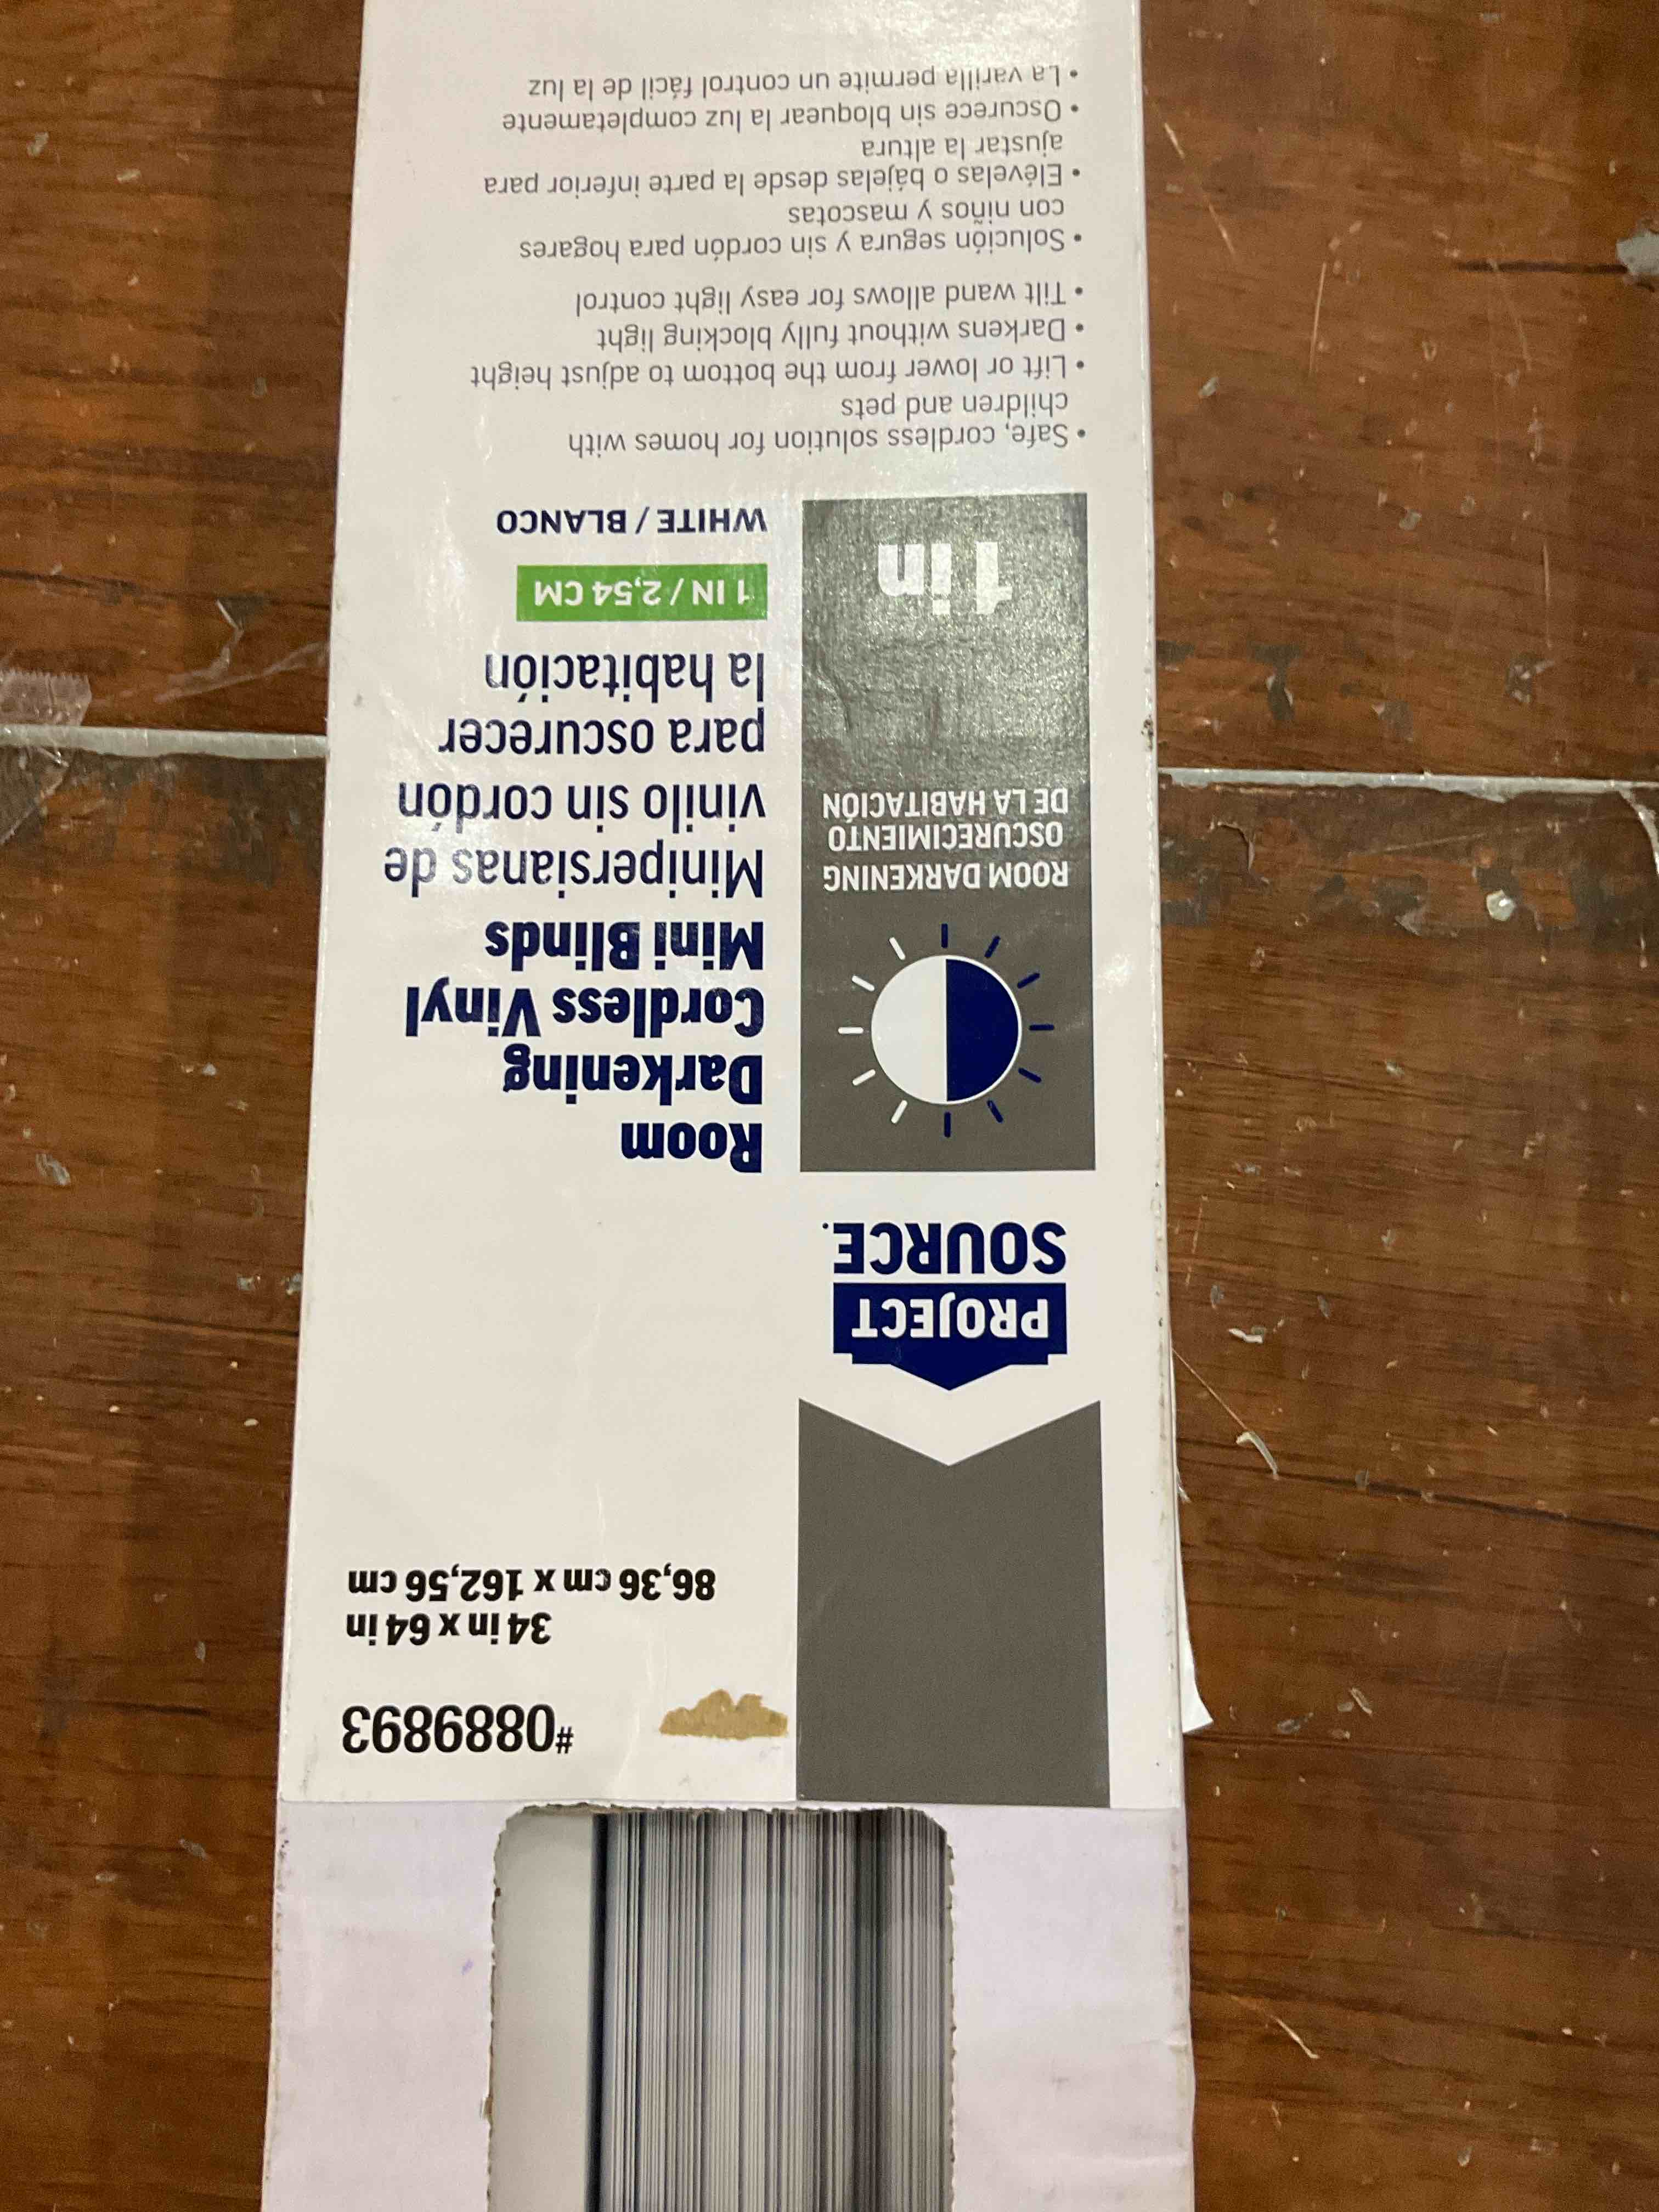 #0889893
34 in x 64 in
86,36 cm x 162,56 cm
PROJECT
SOURCE.
Room
Darkening
Cordless Vinyl
Mini Blinds
Minipersianas de
vinilo sin cordón
para oscurecer
la habitación
1 IN / 2,54 CM
WHITE / BLANCO
ROOM DARKENING
OSCURECIMIENTO
DE LA HABITACIÓN
1 in
• Safe, cordless solution for homes with
children and pets
• Lift or lower from the bottom to adjust height
• Darkens without fully blocking light
• Tilt wand allows for easy light control
• Solución segura y sin cordón para hogares
con niños y mascotas
• Elévelas o bájelas desde la parte inferior para
ajustar la altura
• Oscurece sin bloquear la luz completamente
• La varilla permite un control fácil de la luz